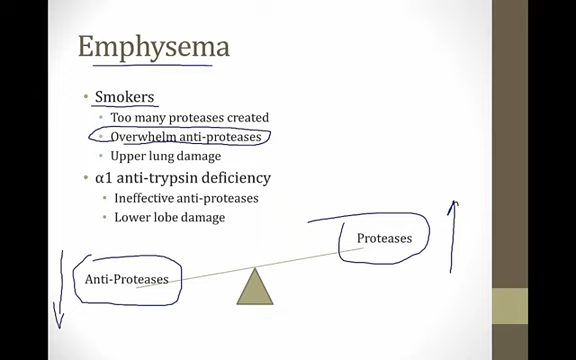 Emphysema
• Smokers
• Too many proteases created
• Overwhelm anti-proteases
• Upper lung damage
• α1 anti-trypsin deficiency
• Ineffective anti-proteases
• Lower lobe damage
Proteases
Anti-Proteases